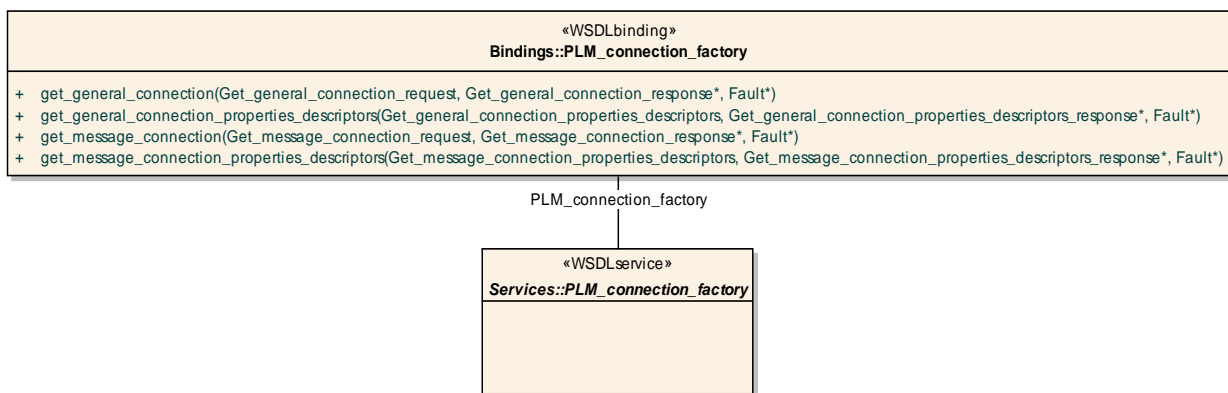 «WSDLbinding»
Bindings::PLM_connection_factory
+ get_general_connection(Get_general_connection_request, Get_general_connection_response*, Fault*)
+ get_general_connection_properties_descriptors(Get_general_connection_properties_descriptors, Get_general_connection_properties_descriptors_response*, Fault*)
+ get_message_connection(Get_message_connection_request, Get_message_connection_response*, Fault*)
+ get_message_connection_properties_descriptors(Get_message_connection_properties_descriptors, Get_message_connection_properties_descriptors_response*, Fault*)
PLM_connection_factory
«WSDLservice»
Services::PLM_connection_factory